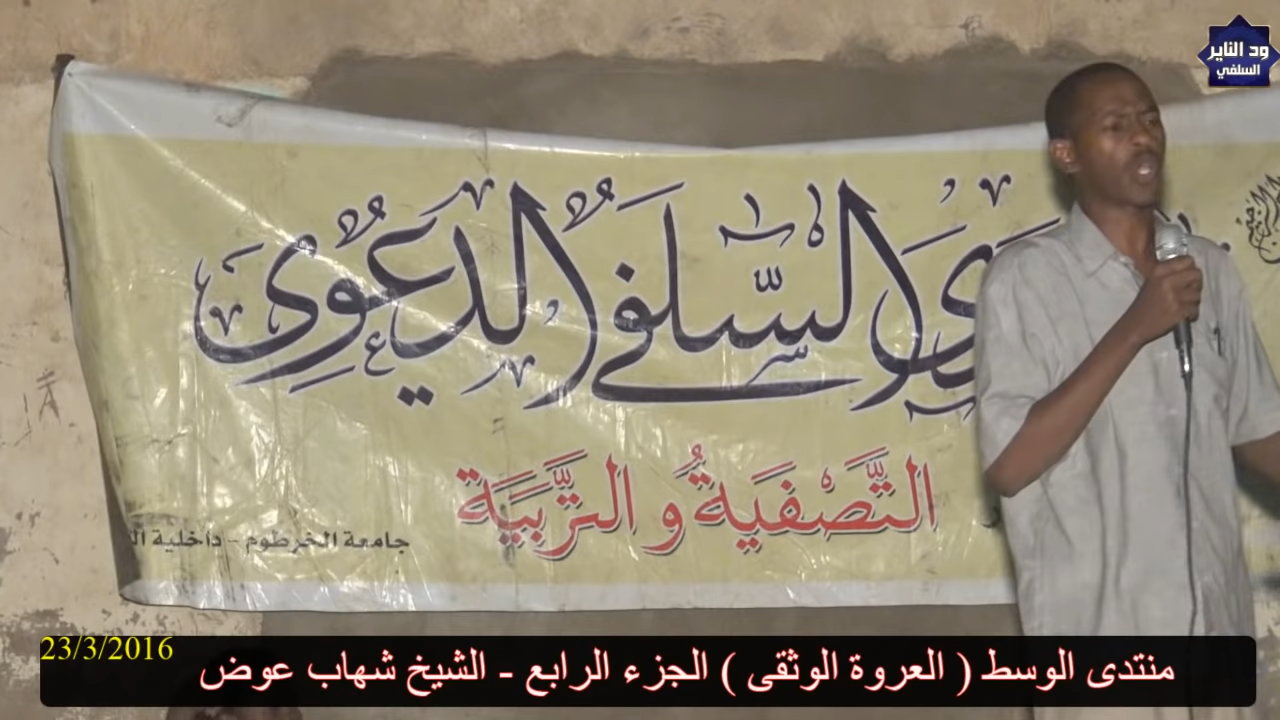 ود الناير
السلفي
السلفي الدعوي
التصفية والتربية
جامعة الخرطوم - داخلية
23/3/2016
منتدى الوسط ( العروة الوثقى ) الجزء الرابع - الشيخ شهاب عوض